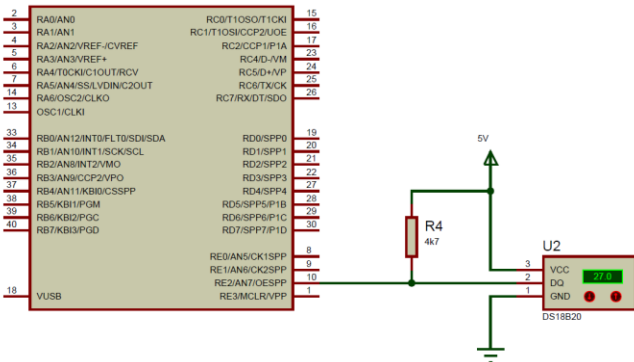 2 RA0/AN0 RC0/T1OSO/T1CKI 15
3 RA1/AN1 RC1/T1OSI/CCP2/UOE 16
4 RA2/AN2/VREF-/CVREF RC2/CCP1/P1A 17
5 RA3/AN3/VREF+ RC4/D-/VM 23
6 RA4/T0CKI/C1OUT/RCV RC5/D+/VP 24
7 RA5/AN4/SS/LVDIN/C2OUT RC6/TX/CK 25
14 RA6/OSC2/CLKO RC7/RX/DT/SDO 26
13 OSC1/CLKI
33 RB0/AN12/INT0/FLT0/SDI/SDA RD0/SPP0 19
34 RB1/AN10/INT1/SCK/SCL RD1/SPP1 20
35 RB2/AN8/INT2/VMO RD2/SPP2 21
36 RB3/AN9/CCP2/VPO RD3/SPP3 22
37 RB4/AN11/KBI0/CSSPP RD4/SPP4 27
38 RB5/KBI1/PGM RD5/SPP5/P1B 28
39 RB6/KBI2/PGC RD6/SPP6/P1C 29
40 RB7/KBI3/PGD RD7/SPP7/P1D 30
RE0/AN5/CK1SPP 8
RE1/AN6/CK2SPP 9
RE2/AN7/OESPP 10
18 VUSB RE3/MCLR/VPP 1
5V
R4
4k7
U2
3 VCC
27.0
2 DQ
1 GND
DS18B20